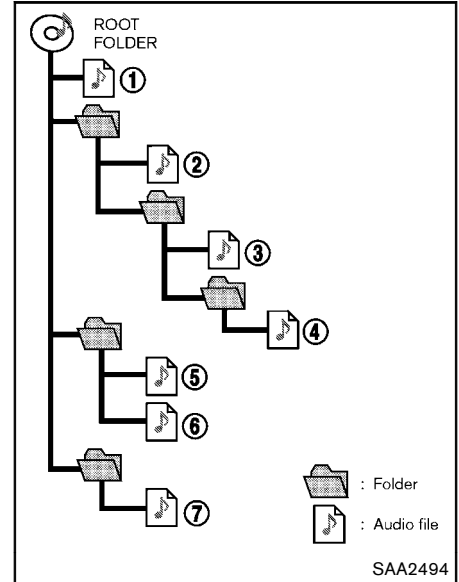 ROOT
FOLDER
①
②
③
④
⑤
⑥
⑦
: Folder
: Audio file
SAA2494